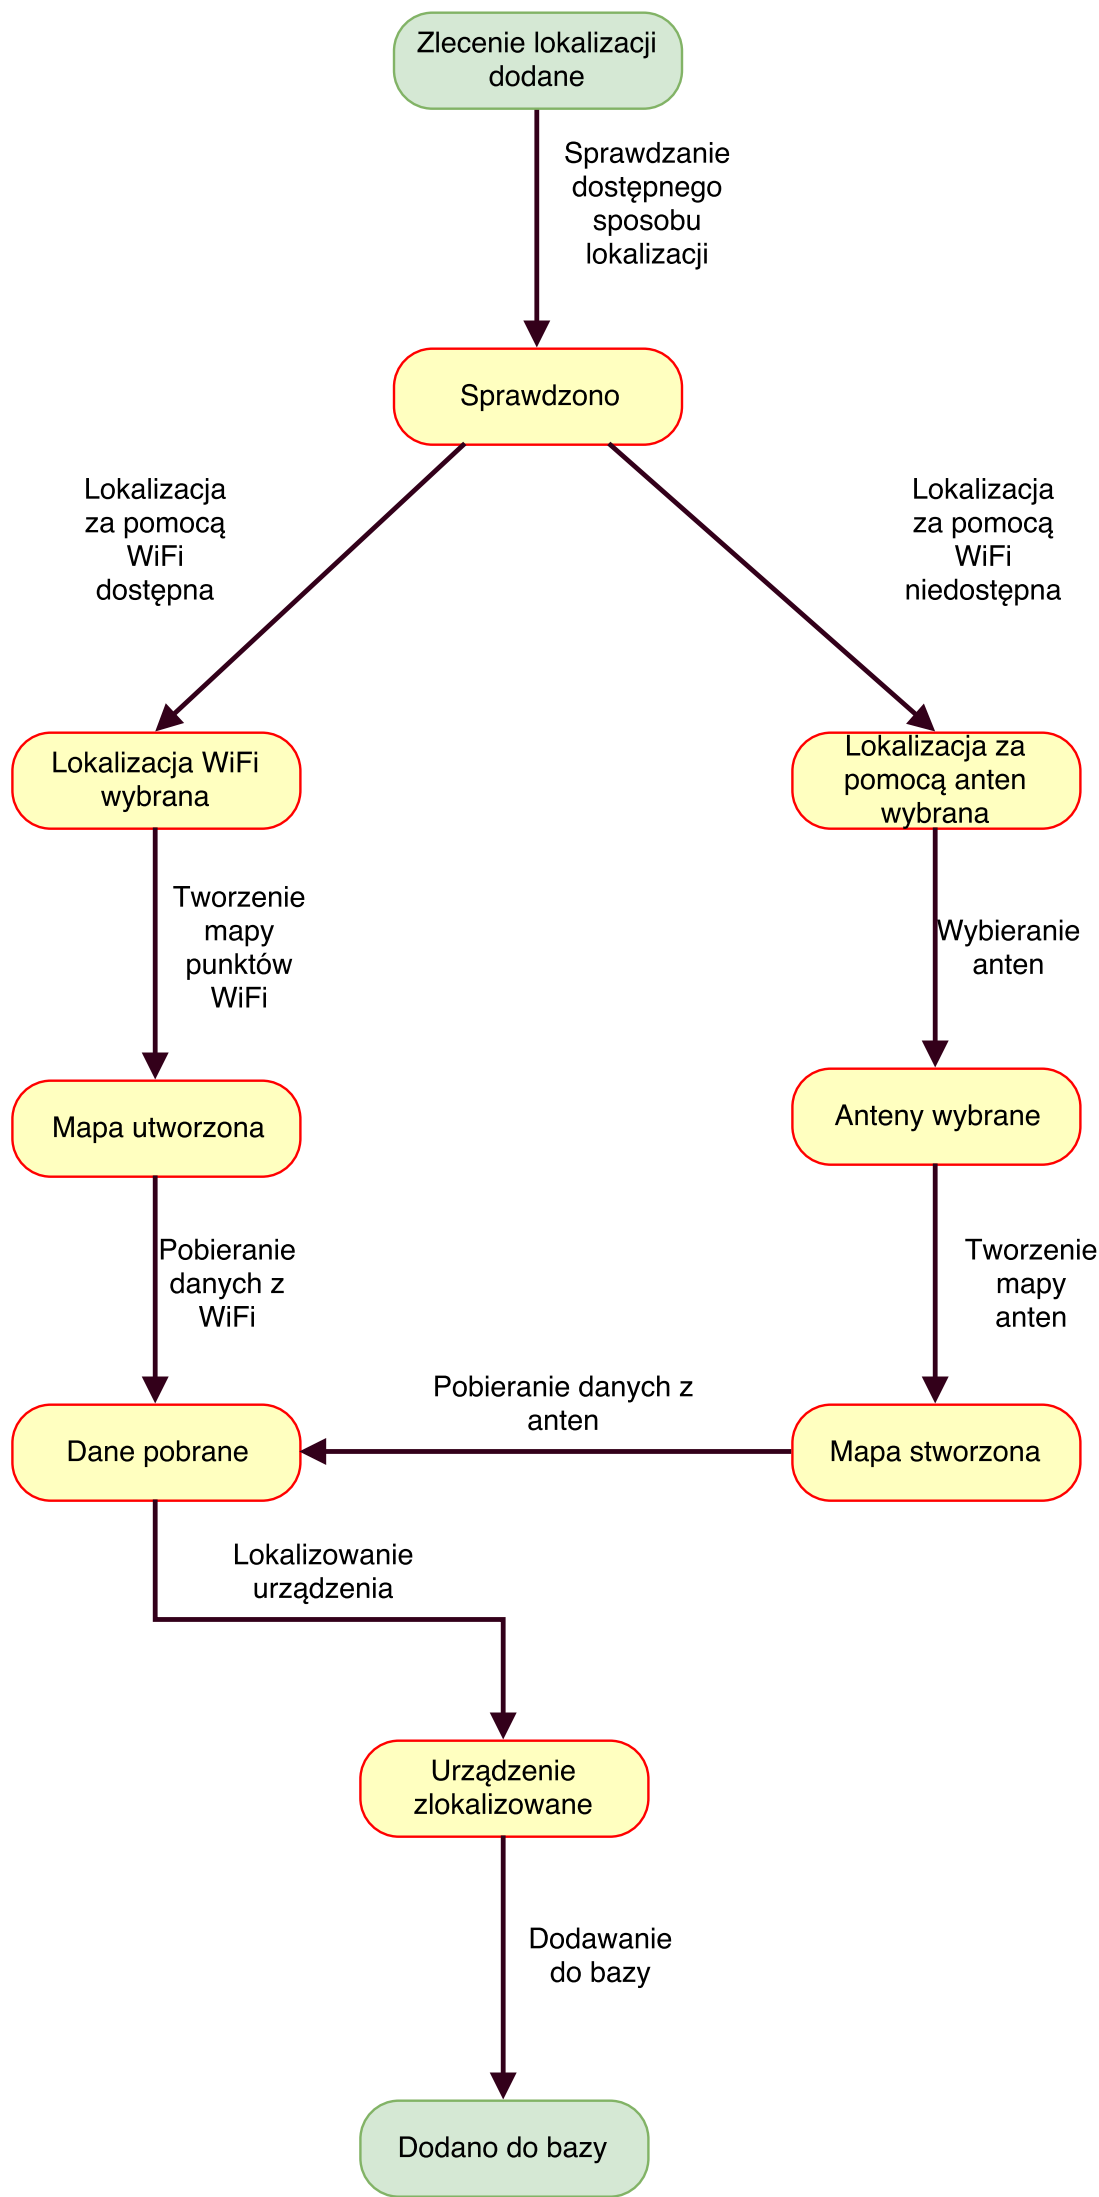 Zlecenie lokalizacji
dodane
Sprawdzanie
dostępnego
sposobu
lokalizacji
Sprawdzono
Lokalizacja
za pomocą
WiFi
dostępna
Lokalizacja
za pomocą
WiFi
niedostępna
Lokalizacja WiFi
wybrana
Lokalizacja za
pomocą anten
wybrana
Tworzenie
mapy
punktów
WiFi
Wybieranie
anten
Mapa utworzona
Anteny wybrane
Pobieranie
danych z
WiFi
Tworzenie
mapy
anten
Pobieranie danych z
anten
Dane pobrane
Mapa stworzona
Lokalizowanie
urządzenia
Urządzenie
zlokalizowane
Dodawanie
do bazy
Dodano do bazy